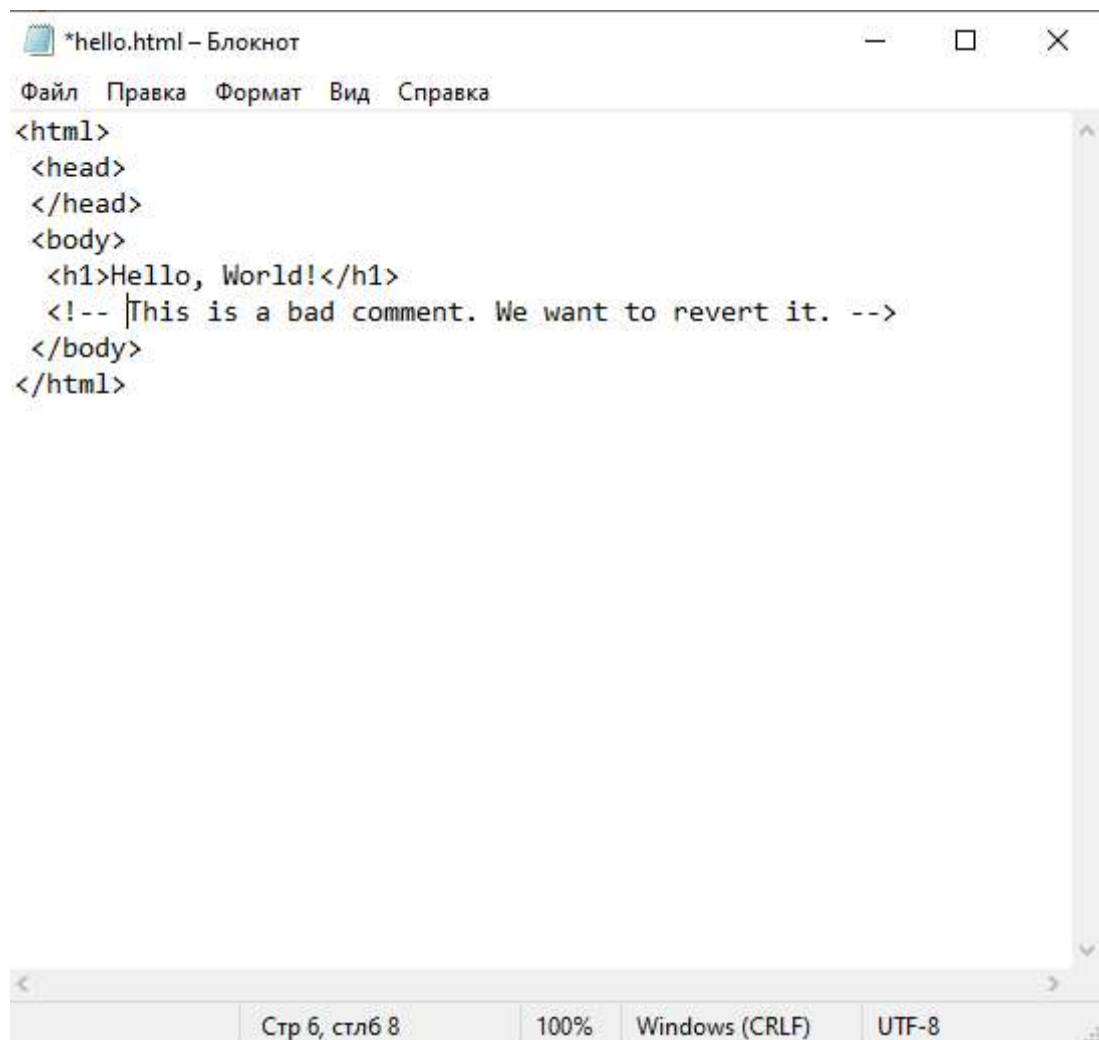 *hello.html – Блокнот
Файл Правка Формат Вид Справка
<html>
 <head>
 </head>
 <body>
  <h1>Hello, World!</h1>
  <!-- This is a bad comment. We want to revert it. -->
 </body>
</html>
Стр 6, стлб 8 100% Windows (CRLF) UTF-8